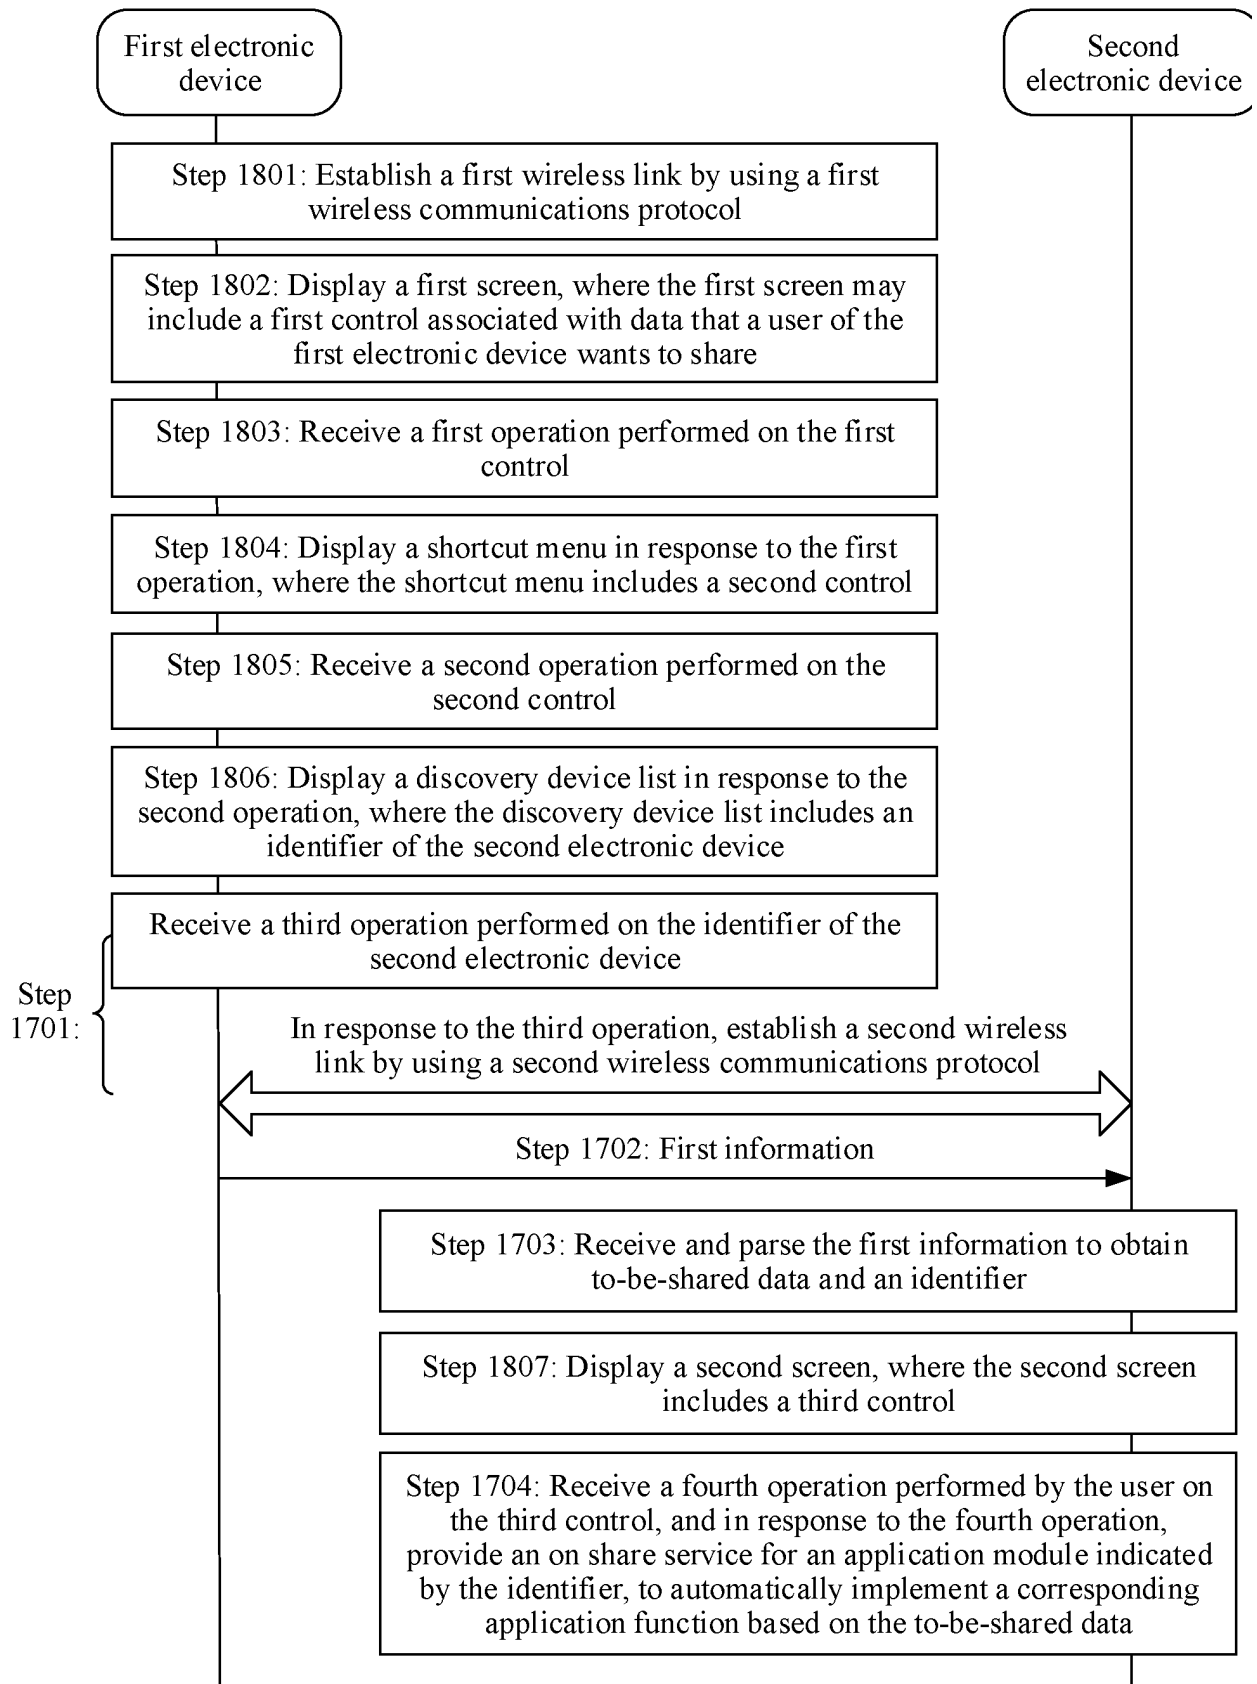 First electronic
device
Second
electronic device
Step 1801: Establish a first wireless link by using a first
wireless communications protocol
Step 1802: Display a first screen, where the first screen may
include a first control associated with data that a user of the
first electronic device wants to share
Step 1803: Receive a first operation performed on the first
control
Step 1804: Display a shortcut menu in response to the first
operation, where the shortcut menu includes a second control
Step 1805: Receive a second operation performed on the
second control
Step 1806: Display a discovery device list in response to the
second operation, where the discovery device list includes an
identifier of the second electronic device
Receive a third operation performed on the identifier of the
second electronic device
Step
1701:
In response to the third operation, establish a second wireless
link by using a second wireless communications protocol
Step 1702: First information
Step 1703: Receive and parse the first information to obtain
to-be-shared data and an identifier
Step 1807: Display a second screen, where the second screen
includes a third control
Step 1704: Receive a fourth operation performed by the user on
the third control, and in response to the fourth operation,
provide an on share service for an application module indicated
by the identifier, to automatically implement a corresponding
application function based on the to-be-shared data